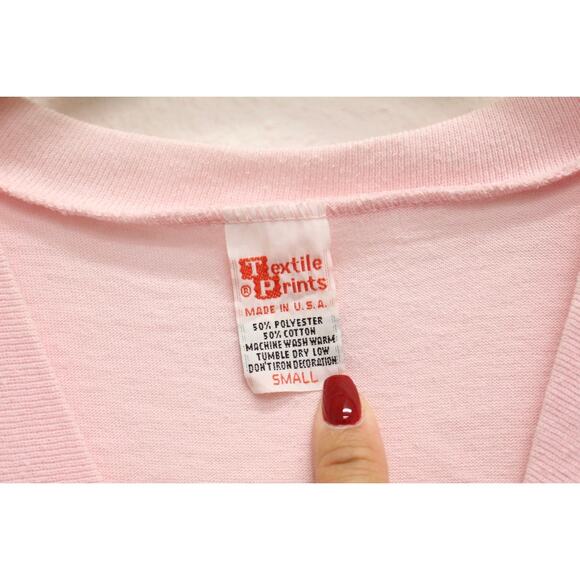 Textile
® Prints
MADE IN U.S.A.
50% POLYESTER
50% COTTON
MACHINE WASH WARM
TUMBLE DRY LOW
DON'T IRON DECORATION
SMALL